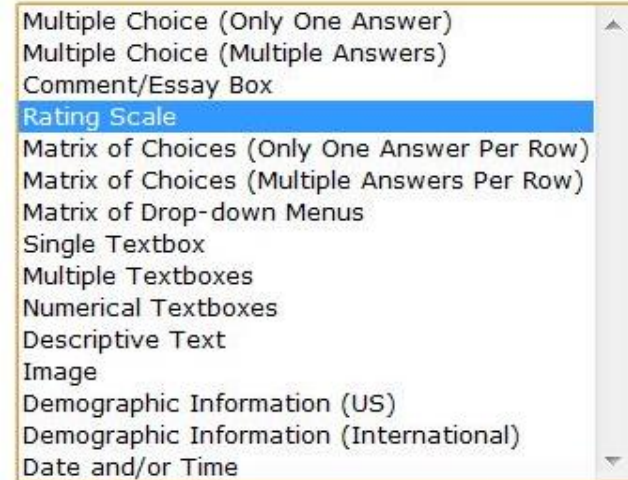 Multiple Choice (Only One Answer)
Multiple Choice (Multiple Answers)
Comment/Essay Box
Rating Scale
Matrix of Choices (Only One Answer Per Row)
Matrix of Choices (Multiple Answers Per Row)
Matrix of Drop-down Menus
Single Textbox
Multiple Textboxes
Numerical Textboxes
Descriptive Text
Image
Demographic Information (US)
Demographic Information (International)
Date and/or Time